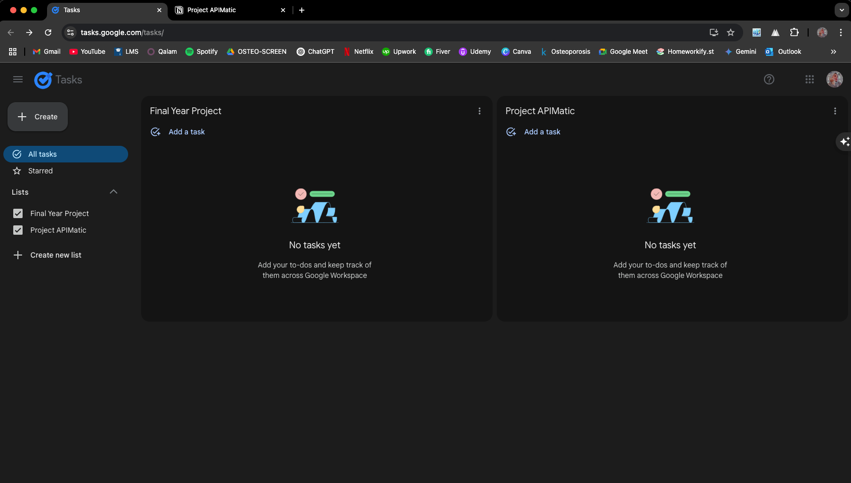 Tasks
Project APIMatic
tasks.google.com/tasks/
Gmail
YouTube
LMS
Qalam
Spotify
OSTEO-SCREEN
ChatGPT
Netflix
Upwork
Fiver
Udemy
Canva
Osteoporosis
Google Meet
Homeworkify.st
Gemini
Outlook
Tasks
Create
All tasks
Starred
Lists
Final Year Project
Project APIMatic
Create new list
Final Year Project
Add a task
No tasks yet
Add your to-dos and keep track of
them across Google Workspace
Project APIMatic
Add a task
No tasks yet
Add your to-dos and keep track of
them across Google Workspace